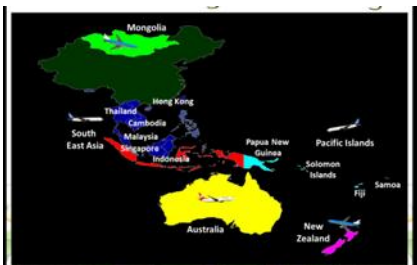 Mongolia
Hong Kong
Thailand
Cambodia
South
East Asia
Malaysia
Singapore
Indonesia
Papua New
Guinea
Pacific Islands
Solomon
Islands
Samoa
Fiji
Australia
New
Zealand